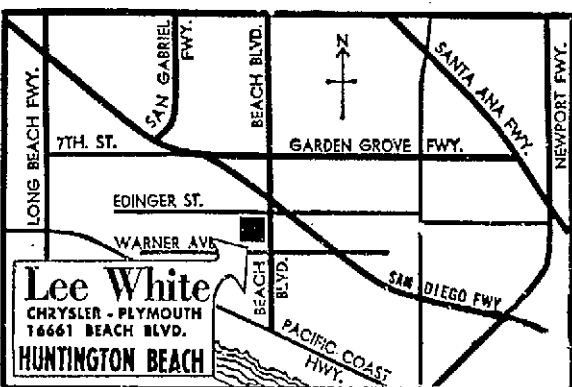 SAN GABRIEL
FWY.
BEACH BLVD.
N
SANTA ANA FWY.
NEWPORT FWY.
LONG BEACH FWY.
7TH. ST.
GARDEN GROVE FWY.
EDINGER ST.
WARNER AVE
BEACH BLVD.
SAN DIEGO FWY
PACIFIC COAST
HWY.
Lee White
CHRYSLER - PLYMOUTH
16661 BEACH BLVD.
HUNTINGTON BEACH